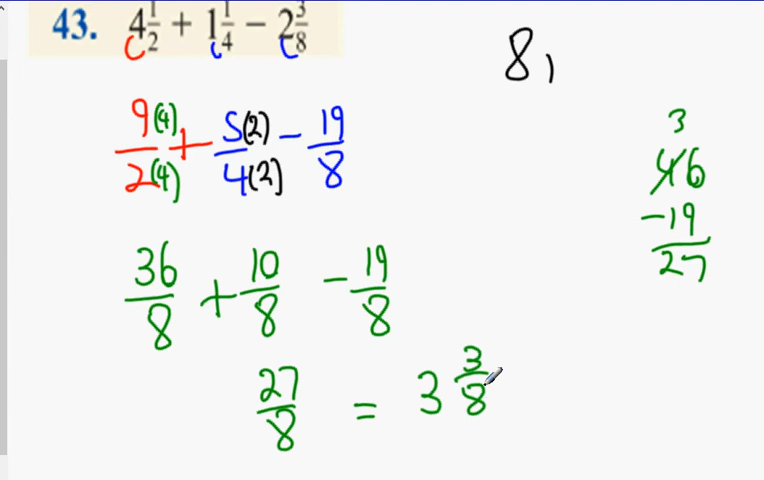 43. 4 1/2 + 1 1/4 − 2 3/8
8,
9(4)/2(4) + 5(2)/4(2) − 19/8
3
46
−19
27
36/8 + 10/8 − 19/8
27/8 = 3 3/8